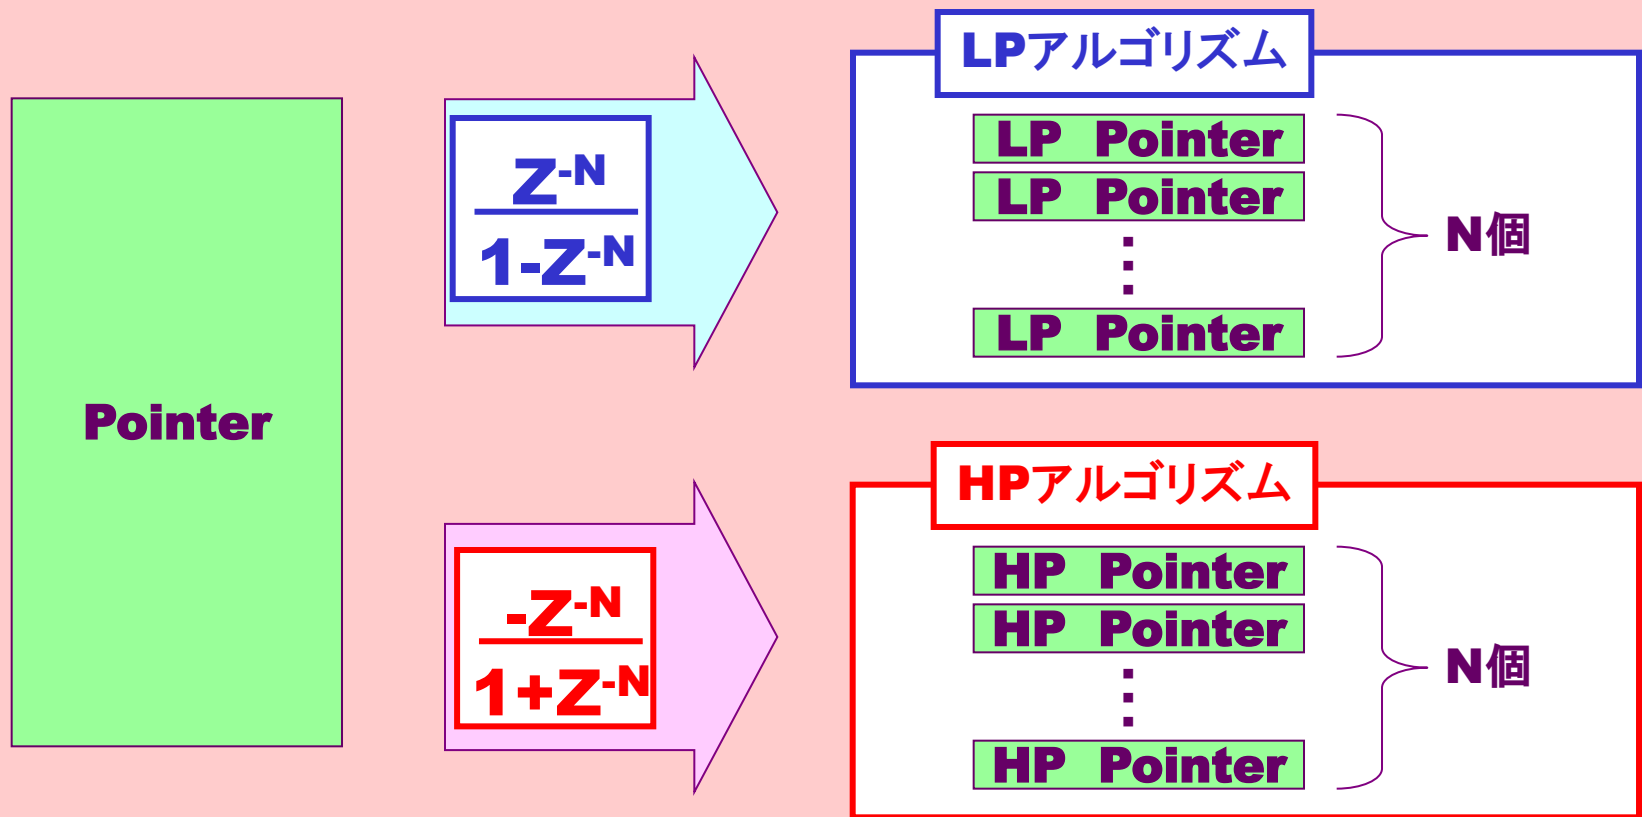 Pointer
Z-N
1-Z-N
LPアルゴリズム
LP Pointer
LP Pointer
LP Pointer
N個
-Z-N
1+Z-N
HPアルゴリズム
HP Pointer
HP Pointer
HP Pointer
N個